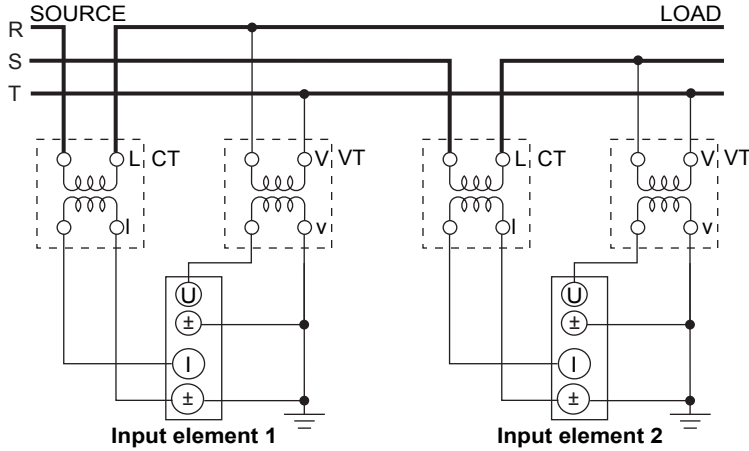 SOURCE LOAD
R
S
T
L CT V VT L CT V VT
l v l v
U U
± ±
I I
± ±
Input element 1 Input element 2